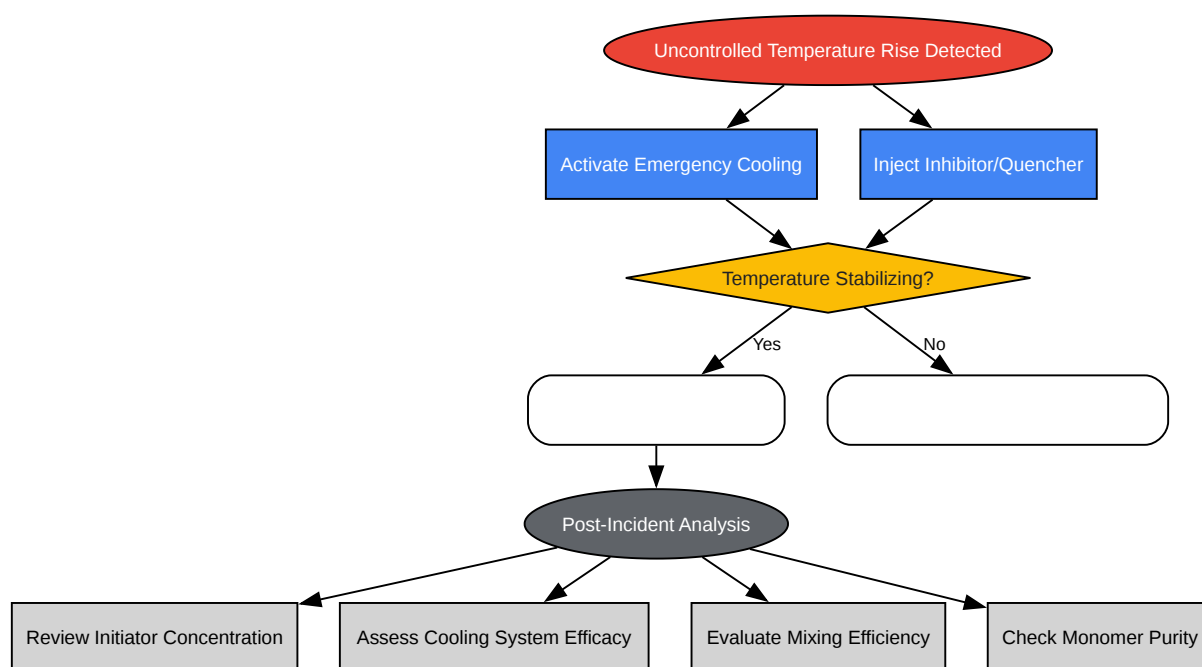 Uncontrolled Temperature Rise Detected
Activate Emergency Cooling
Inject Inhibitor/Quencher
Temperature Stabilizing?
Yes
No
Post-Incident Analysis
Review Initiator Concentration
Assess Cooling System Efficacy
Evaluate Mixing Efficiency
Check Monomer Purity